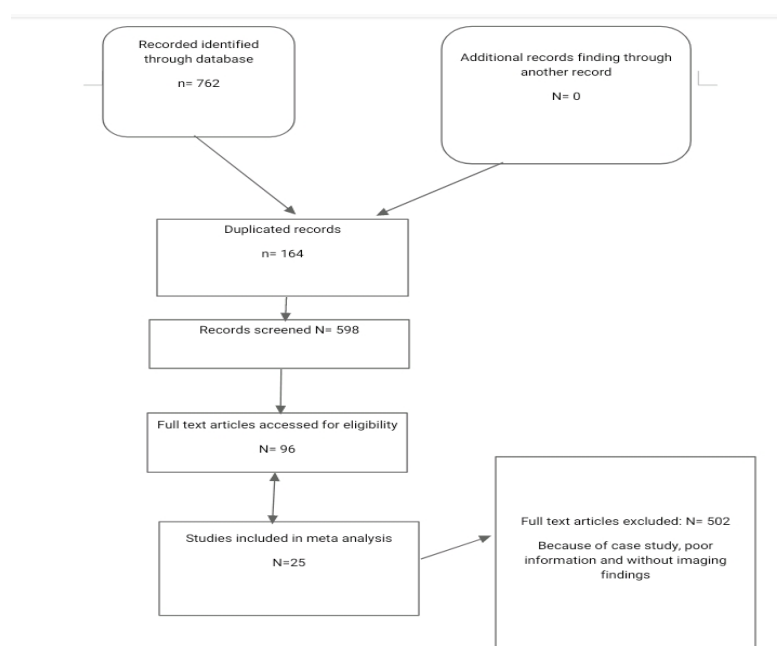 Recorded identified
through database
n= 762
Additional records finding through
another record
N= 0
Duplicated records
n= 164
Records screened N= 598
Full text articles accessed for eligibility
N= 96
Studies included in meta analysis
N=25
Full text articles excluded: N= 502
Because of case study, poor
information and without imaging
findings